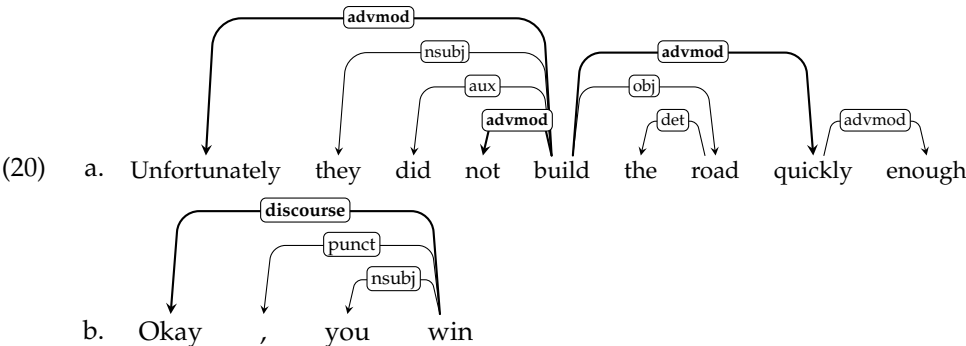 advmod
nsubj advmod
aux obj
advmod det advmod
(20) a. Unfortunately they did not build the road quickly enough
discourse
punct
nsubj
b. Okay , you win